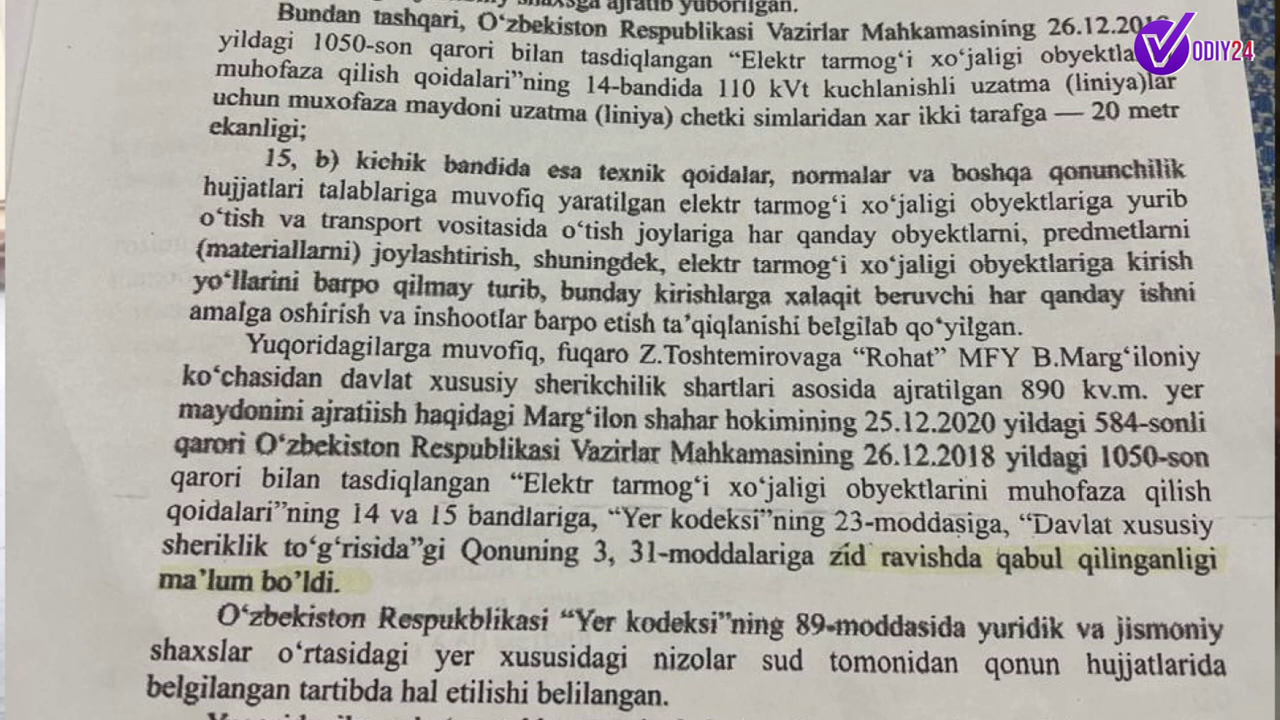 shaxsga ajratib yuborilgan.
Bundan tashqari, O‘zbekiston Respublikasi Vazirlar Mahkamasining 26.12.2018
yildagi 1050-son qarori bilan tasdiqlangan “Elektr tarmog‘i xo‘jaligi
muhofaza qilish qoidalari”ning 14-bandida 110 kVt kuchlanishli uzatma (liniya)lar
uchun muxofaza maydoni uzatma (liniya) chetki simlaridan xar ikki tarafga — 20 metr
ekanligi;
15, b) kichik bandida esa texnik qoidalar, normalar va boshqa qonunchilik
hujjatlari talablariga muvofiq yaratilgan elektr tarmog‘i xo‘jaligi obyektlariga yurib
o‘tish va transport vositasida o‘tish joylariga har qanday obyektlarni, predmetlarni
(materiallarni) joylashtirish, shuningdek, elektr tarmog‘i xo‘jaligi obyektlariga kirish
yo‘llarini barpo qilmay turib, bunday kirishlarga xalaqit beruvchi har qanday ishni
amalga oshirish va inshootlar barpo etish ta’qiqlanishi belgilab qo‘yilgan.
Yuqoridagilarga muvofiq, fuqaro Z.Toshtemirovaga “Rohat” MFY B.Marg‘iloniy
ko‘chasidan davlat xususiy sherikchilik shartlari asosida ajratilgan 890 kv.m. yer
maydonini ajratiish haqidagi Marg‘ilon shahar hokimining 25.12.2020 yildagi 584-sonli
qarori O‘zbekiston Respublikasi Vazirlar Mahkamasining 26.12.2018 yildagi 1050-son
qarori bilan tasdiqlangan “Elektr tarmog‘i xo‘jaligi obyektlarini muhofaza qilish
qoidalari”ning 14 va 15 bandlariga, “Yer kodeksi”ning 23-moddasiga, “Davlat xususiy
sheriklik to‘g‘risida”gi Qonuning 3, 31-moddalariga zid ravishda qabul qilinganligi
ma’lum bo’ldi.
O‘zbekiston Respukblikasi “Yer kodeksi”ning 89-moddasida yuridik va jismoniy
shaxslar o‘rtasidagi yer xususidagi nizolar sud tomonidan qonun hujjatlarida
belgilangan tartibda hal etilishi belilangan.
VODIY24